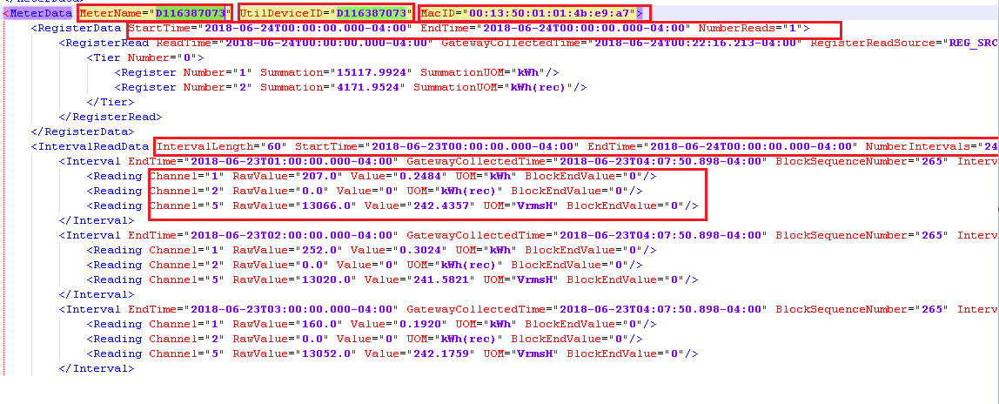 <MeterData MeterName="D116387073" UtilDeviceID="D116387073" MacID="00:13:50:01:01:4b:e9:a7">
<RegisterData StartTime="2018-06-24T00:00:00.000-04:00" EndTime="2018-06-24T00:00:00.000-04:00" NumberReads="1">
<RegisterRead ReadTime="2018-06-24T00:00:00.000-04:00" GatewayCollectedTime="2018-06-24T00:22:16.213-04:00" RegisterReadSource="REG_SRC
<Tier Number="0">
<Register Number="1" Summation="15117.9924" SummationUOM="kWh"/>
<Register Number="2" Summation="4171.9524" SummationUOM="kWh(rec)"/>
</Tier>
</RegisterRead>
</RegisterData>
<IntervalReadData IntervalLength="60" StartTime="2018-06-23T00:00:00.000-04:00" EndTime="2018-06-24T00:00:00.000-04:00" NumberIntervals="24
<Interval EndTime="2018-06-23T01:00:00.000-04:00" GatewayCollectedTime="2018-06-23T04:07:50.898-04:00" BlockSequenceNumber="265" Interv
<Reading Channel="1" RawValue="207.0" Value="0.2484" UOM="kWh" BlockEndValue="0"/>
<Reading Channel="2" RawValue="0.0" Value="0" UOM="kWh(rec)" BlockEndValue="0"/>
<Reading Channel="5" RawValue="13066.0" Value="242.4357" UOM="VrmsH" BlockEndValue="0"/>
</Interval>
<Interval EndTime="2018-06-23T02:00:00.000-04:00" GatewayCollectedTime="2018-06-23T04:07:50.898-04:00" BlockSequenceNumber="265" Interv
<Reading Channel="1" RawValue="252.0" Value="0.3024" UOM="kWh" BlockEndValue="0"/>
<Reading Channel="2" RawValue="0.0" Value="0" UOM="kWh(rec)" BlockEndValue="0"/>
<Reading Channel="5" RawValue="13020.0" Value="241.5821" UOM="VrmsH" BlockEndValue="0"/>
</Interval>
<Interval EndTime="2018-06-23T03:00:00.000-04:00" GatewayCollectedTime="2018-06-23T04:07:50.898-04:00" BlockSequenceNumber="265" Interv
<Reading Channel="1" RawValue="160.0" Value="0.1920" UOM="kWh" BlockEndValue="0"/>
<Reading Channel="2" RawValue="0.0" Value="0" UOM="kWh(rec)" BlockEndValue="0"/>
<Reading Channel="5" RawValue="13052.0" Value="242.1759" UOM="VrmsH" BlockEndValue="0"/>
</Interval>